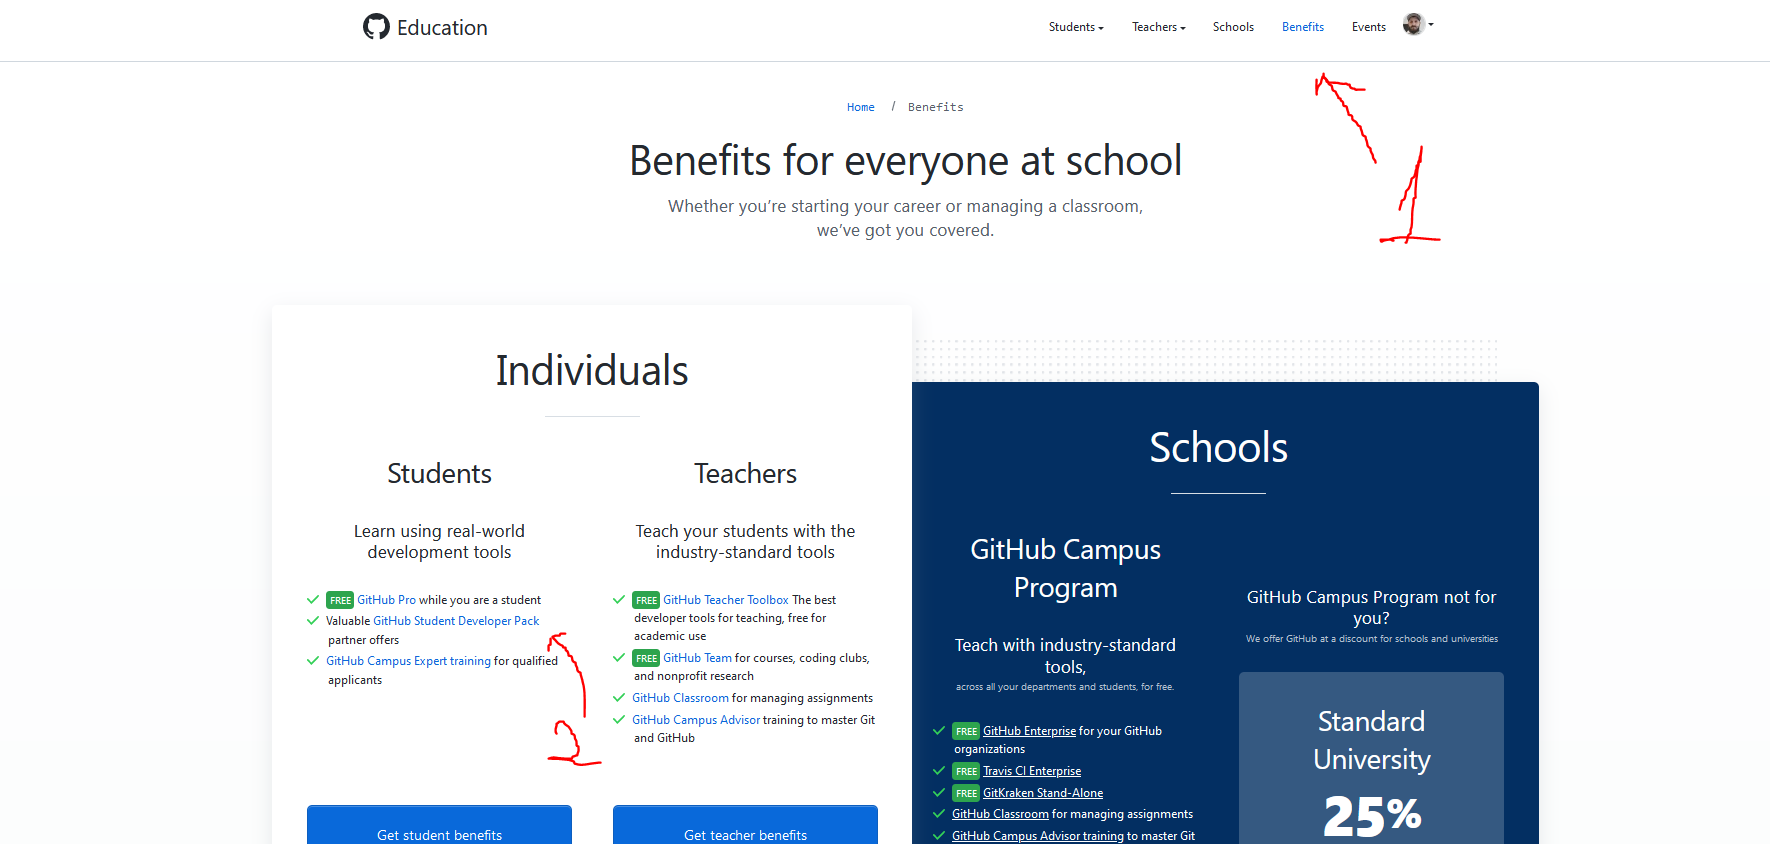 Education
Students
Teachers
Schools
Benefits
Events
1
Home / Benefits
Benefits for everyone at school
Whether you’re starting your career or managing a classroom,
we’ve got you covered.
Individuals
Students
Learn using real-world
development tools
FREE GitHub Pro while you are a student
Valuable GitHub Student Developer Pack
partner offers
GitHub Campus Expert training for qualified
applicants
2
Get student benefits
Teachers
Teach your students with the
industry-standard tools
FREE GitHub Teacher Toolbox The best
developer tools for teaching, free for
academic use
FREE GitHub Team for courses, coding clubs,
and nonprofit research
GitHub Classroom for managing assignments
GitHub Campus Advisor training to master Git
and GitHub
Get teacher benefits
Schools
GitHub Campus
Program
Teach with industry-standard
tools,
across all your departments and students, for free.
FREE GitHub Enterprise for your GitHub
organizations
FREE Travis CI Enterprise
FREE GitKraken Stand-Alone
GitHub Classroom for managing assignments
GitHub Campus Advisor training to master Git
GitHub Campus Program not for
you?
We offer GitHub at a discount for schools and universities
Standard
University
25%